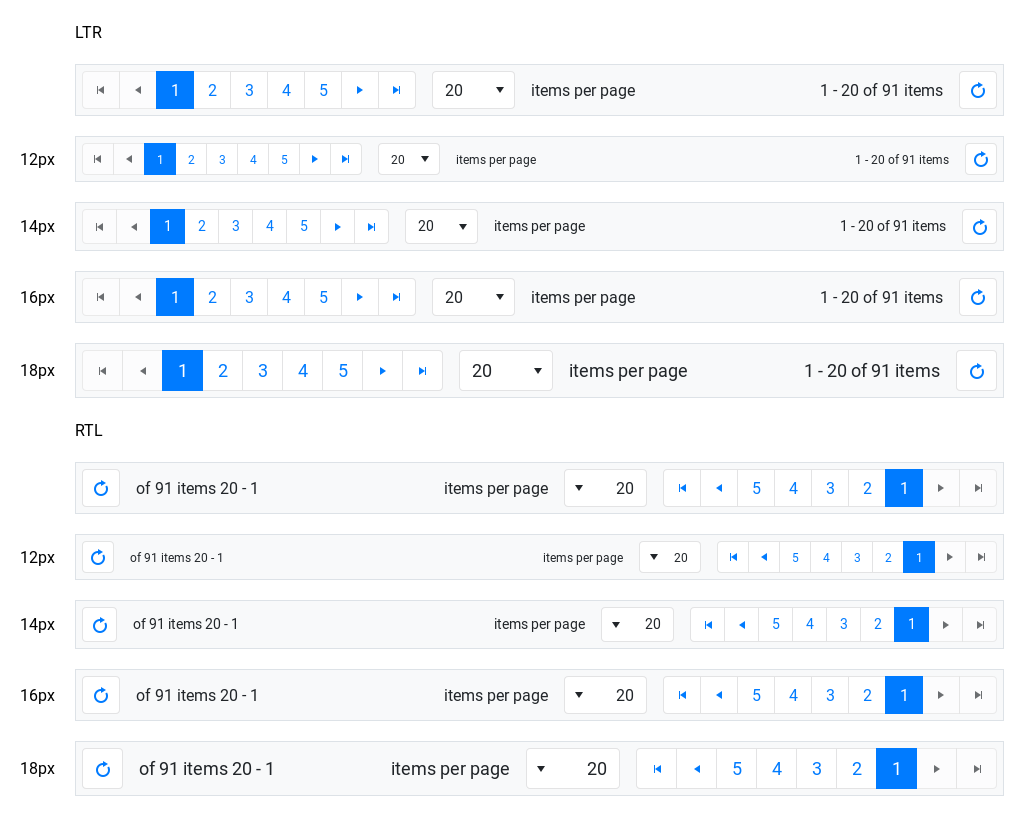 LTR
1 2 3 4 5 20 items per page 1 - 20 of 91 items
12px 1 2 3 4 5 20 items per page 1 - 20 of 91 items
14px 1 2 3 4 5 20 items per page 1 - 20 of 91 items
16px 1 2 3 4 5 20 items per page 1 - 20 of 91 items
18px 1 2 3 4 5 20 items per page 1 - 20 of 91 items
RTL
of 91 items 20 - 1 items per page 20 5 4 3 2 1
12px of 91 items 20 - 1 items per page 20 5 4 3 2 1
14px of 91 items 20 - 1 items per page 20 5 4 3 2 1
16px of 91 items 20 - 1 items per page 20 5 4 3 2 1
18px of 91 items 20 - 1 items per page 20 5 4 3 2 1